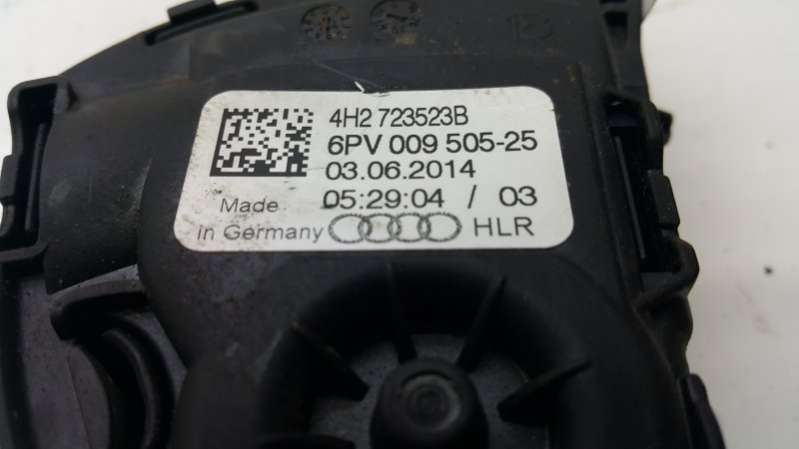 4H2 723523B
6PV 009 505-25
03.06.2014
05:29:04 / 03
Made
in Germany HLR